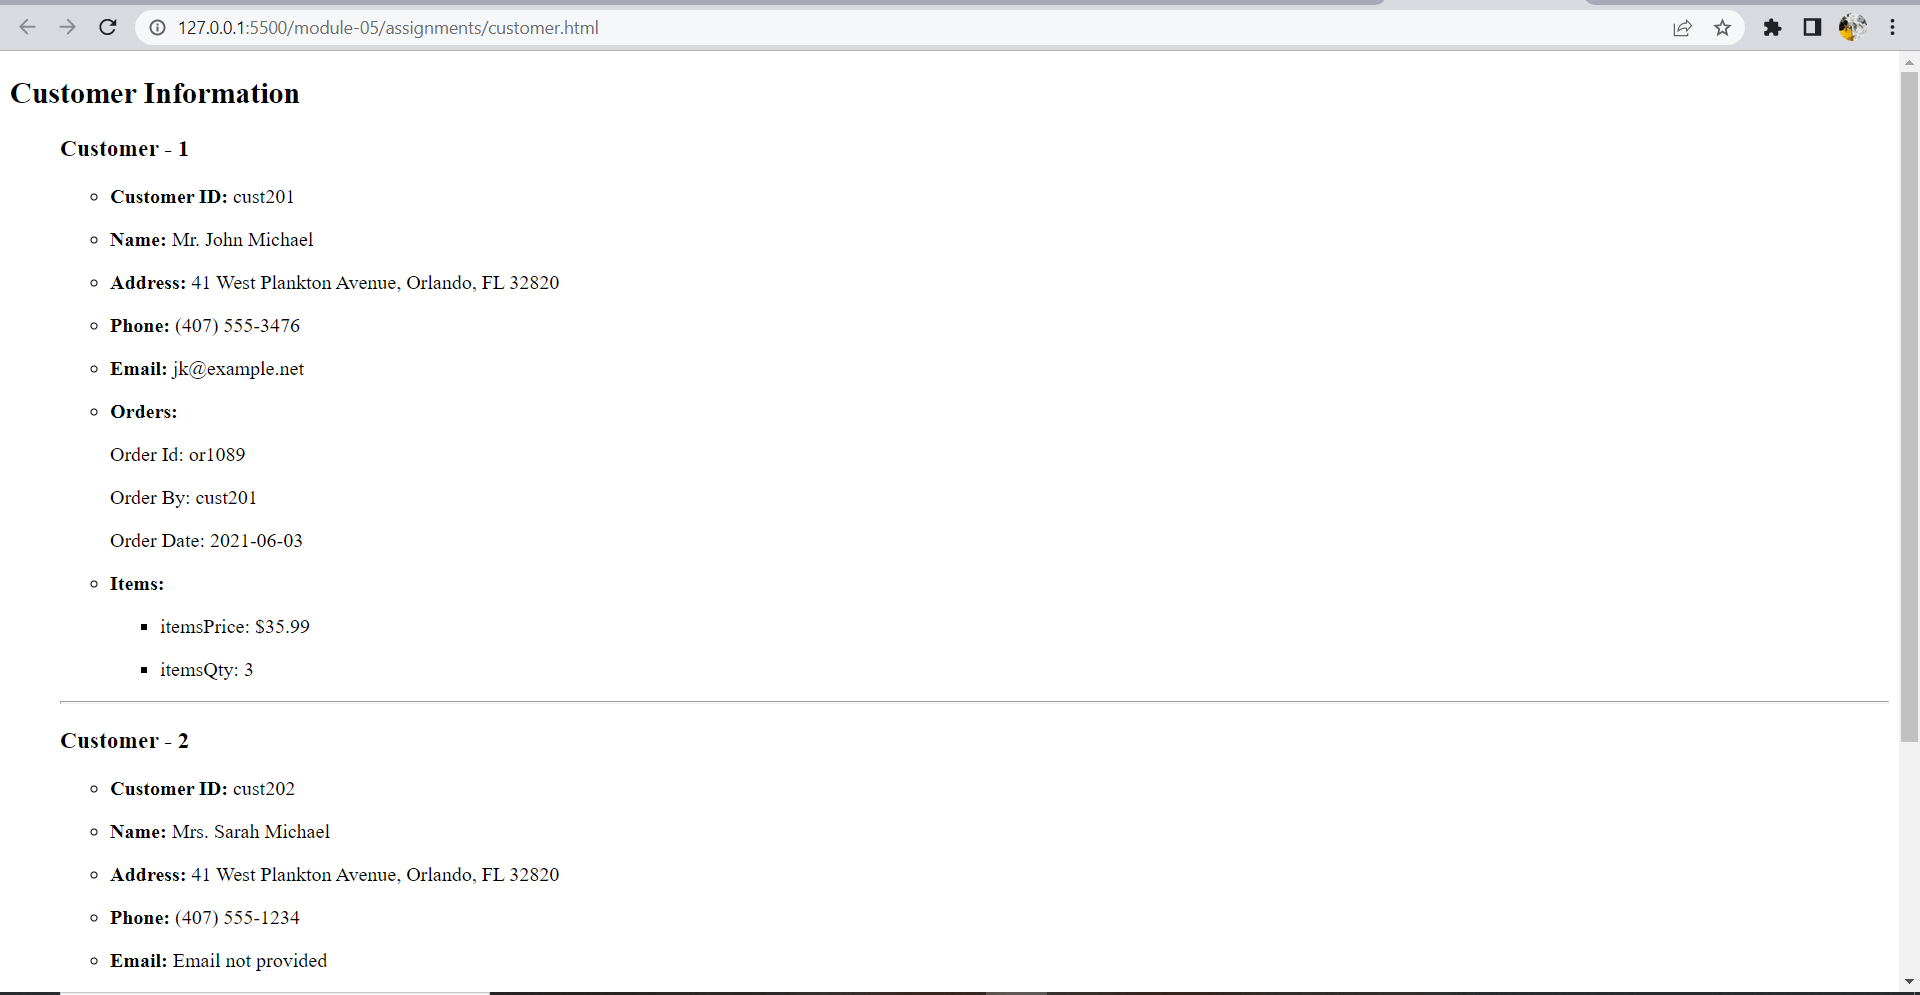 127.0.0.1:5500/module-05/assignments/customer.html
Customer Information
Customer - 1
Customer ID: cust201
Name: Mr. John Michael
Address: 41 West Plankton Avenue, Orlando, FL 32820
Phone: (407) 555-3476
Email: jk@example.net
Orders:
Order Id: or1089
Order By: cust201
Order Date: 2021-06-03
Items:
itemsPrice: $35.99
itemsQty: 3
Customer - 2
Customer ID: cust202
Name: Mrs. Sarah Michael
Address: 41 West Plankton Avenue, Orlando, FL 32820
Phone: (407) 555-1234
Email: Email not provided